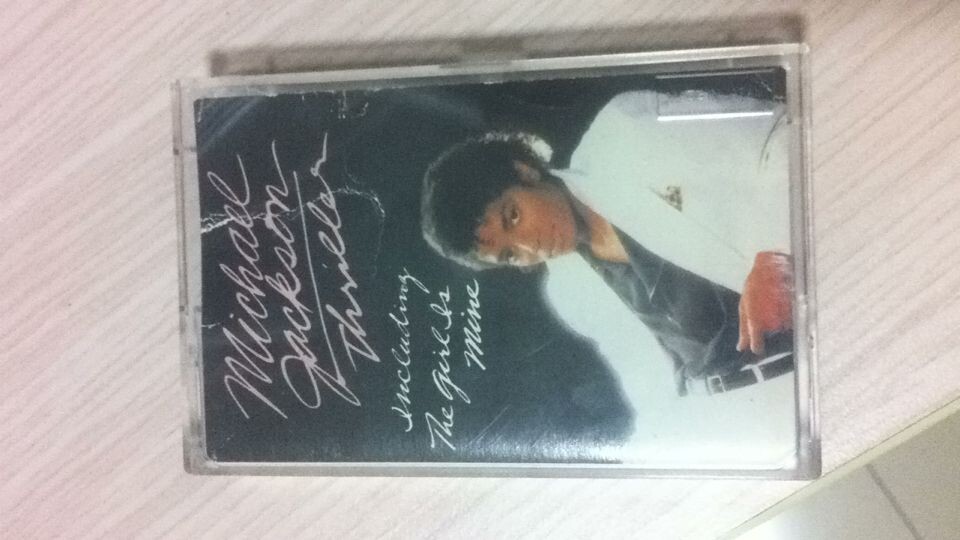 Michael
Jackson
Thriller
including
The girl Is
Mine